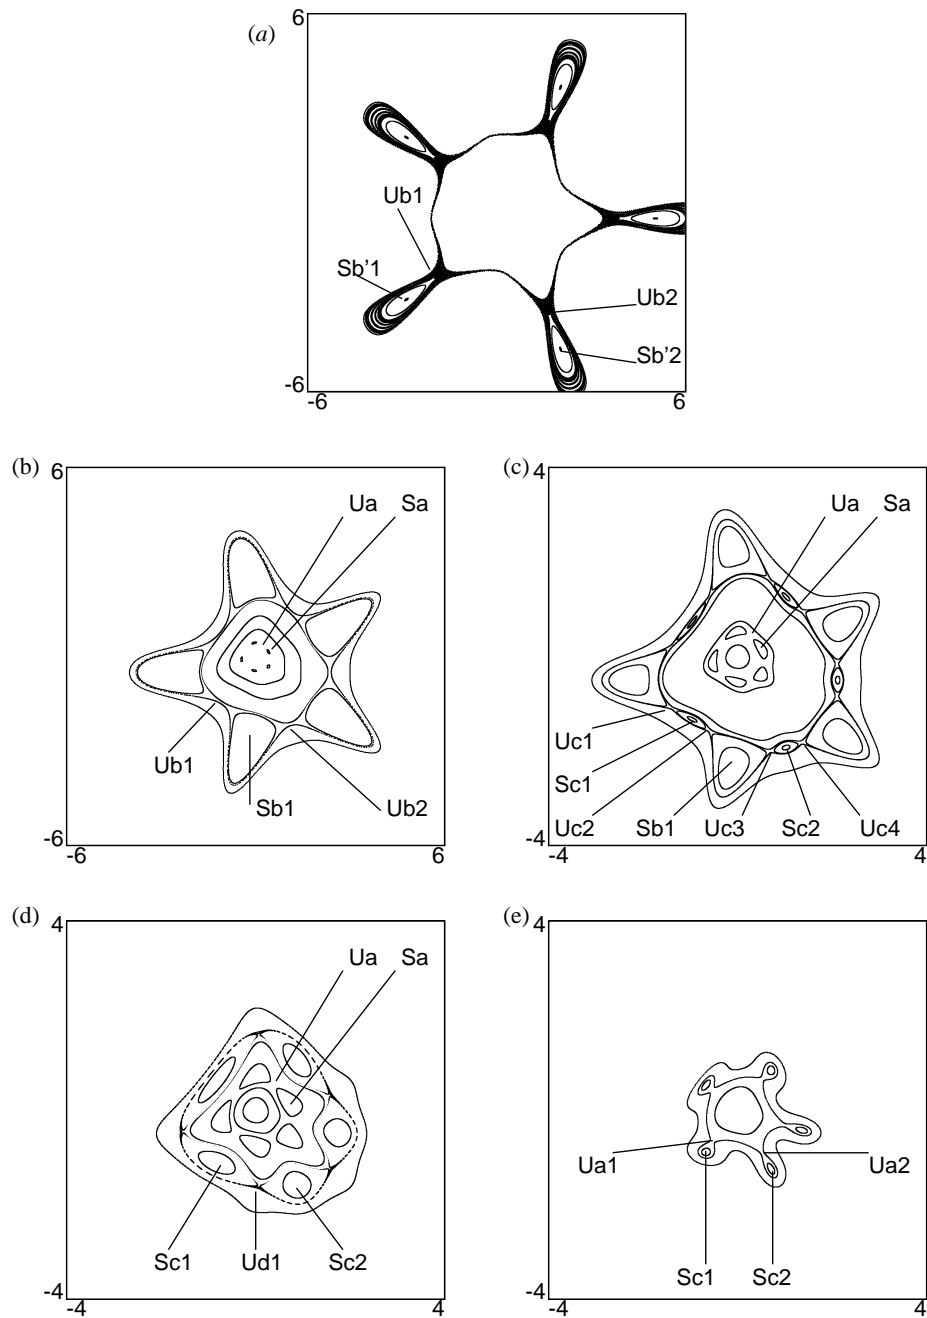 (a)
6
Ub1
Sb'1
Ub2
Sb'2
-6
-6 6
(b) 6
Ua Sa
Ub1
Sb1 Ub2
-6
-6 6
(c) 4
Ua Sa
Uc1
Sc1
Uc2 Sb1 Uc3 Sc2 Uc4
-4
-4 4
(d) 4
Ua Sa
Sc1 Ud1 Sc2
-4
-4 4
(e) 4
Ua1 Ua2
Sc1 Sc2
-4
-4 4